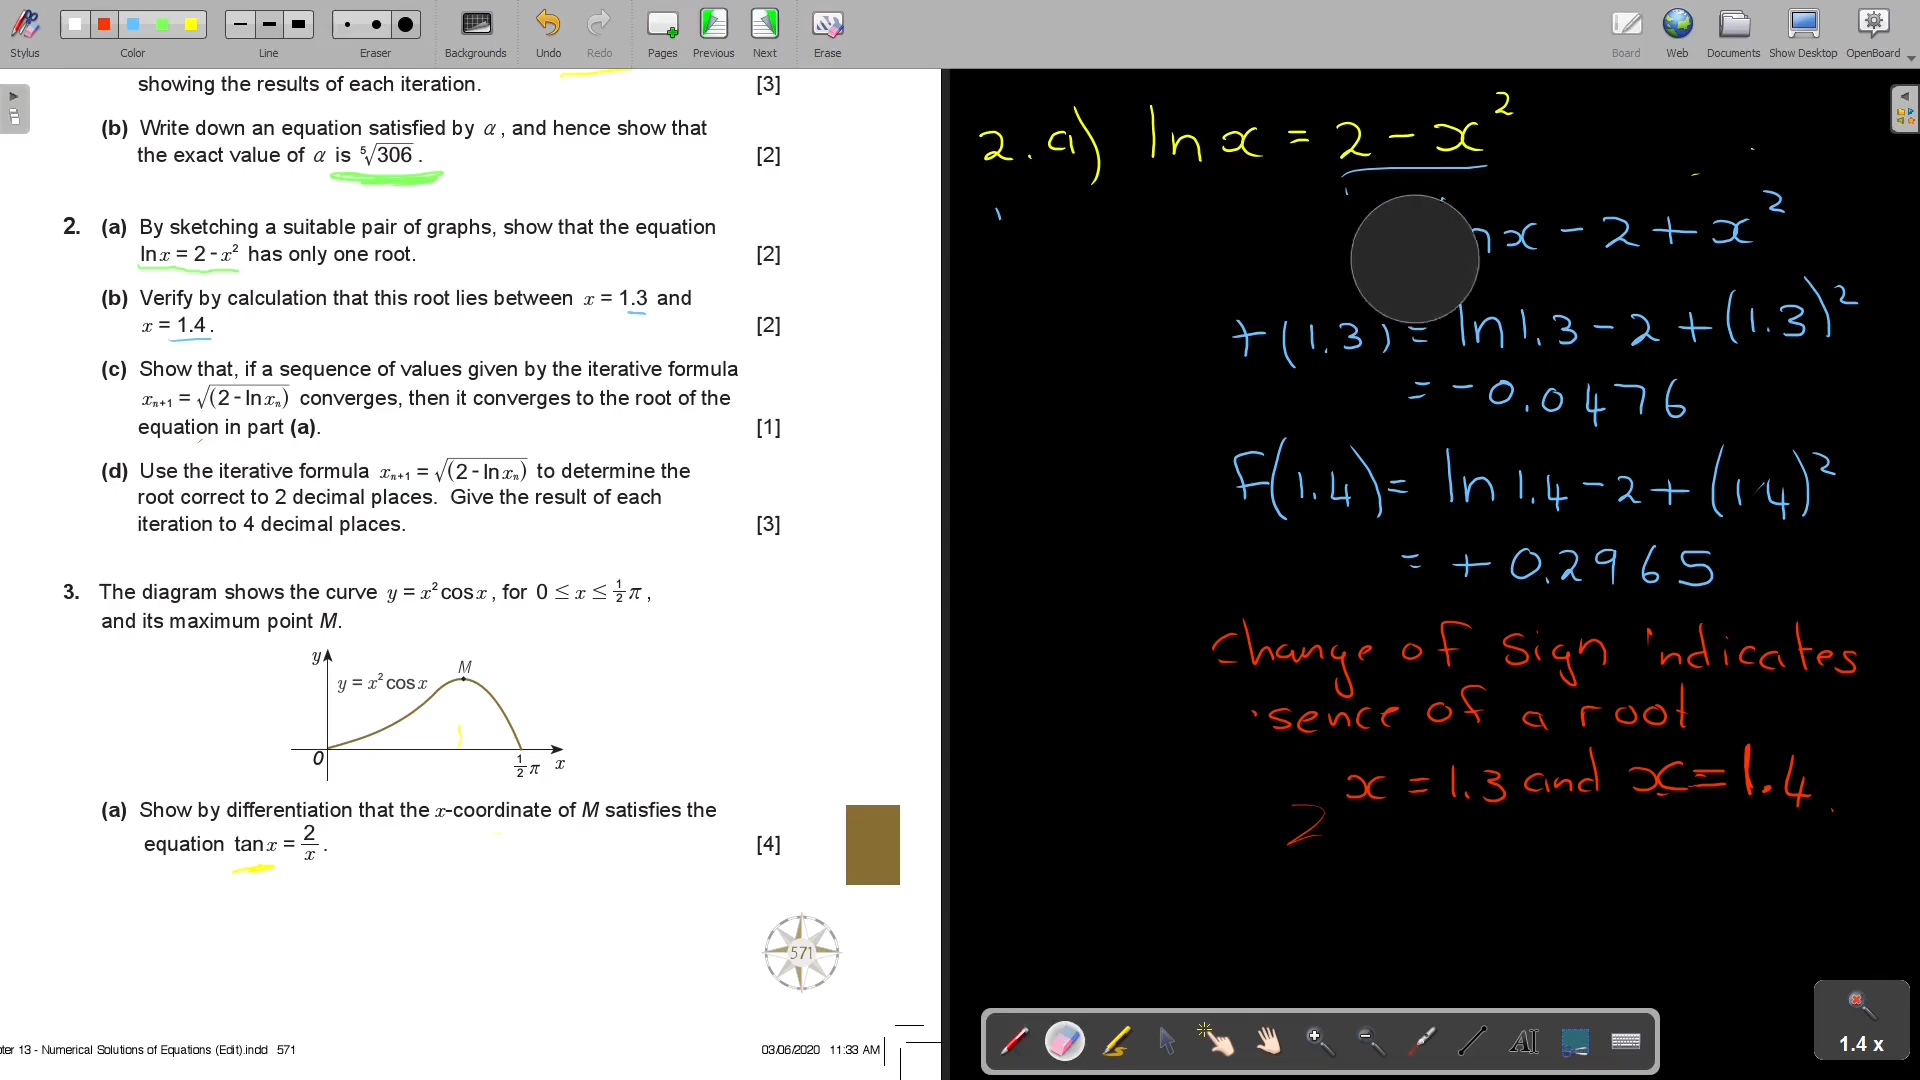 Stylus
Color
Line
Eraser
Backgrounds
Undo
Redo
Pages
Previous
Next
Erase
Board
Web
Documents
Show Desktop
OpenBoard
showing the results of each iteration. [3]
(b) Write down an equation satisfied by α, and hence show that
the exact value of α is ⁵√306. [2]
2. (a) By sketching a suitable pair of graphs, show that the equation
ln x = 2 - x² has only one root. [2]
(b) Verify by calculation that this root lies between x = 1.3 and
x = 1.4. [2]
(c) Show that, if a sequence of values given by the iterative formula
xₙ₊₁ = √(2 - ln xₙ) converges, then it converges to the root of the
equation in part (a). [1]
(d) Use the iterative formula xₙ₊₁ = √(2 - ln xₙ) to determine the
root correct to 2 decimal places. Give the result of each
iteration to 4 decimal places. [3]
3. The diagram shows the curve y = x² cos x, for 0 ≤ x ≤ ½π,
and its maximum point M.
y
M
y = x² cos x
O
½π
x
(a) Show by differentiation that the x-coordinate of M satisfies the
equation tan x = 2/x. [4]
571
pter 13 - Numerical Solutions of Equations (Edit).indd 571
03/06/2020 11:33 AM
2. a) ln x = 2 - x²
nx - 2 + x²
(1.3) = ln 1.3 - 2 + (1.3)²
= -0.0476
F(1.4) = ln 1.4 - 2 + (1.4)²
= + 0.2965
change of sign indicates
sence of a root
x = 1.3 and x = 1.4
AI
1.4 x